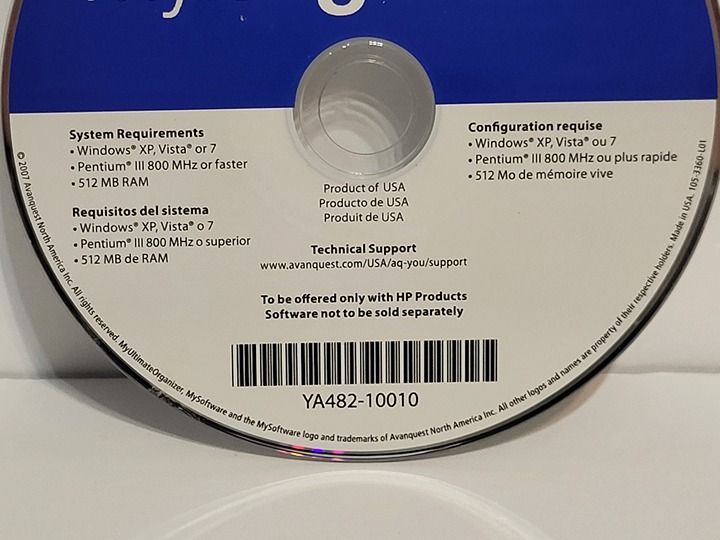 System Requirements
• Windows® XP, Vista® or 7
• Pentium® III 800 MHz or faster
• 512 MB RAM
Requisitos del sistema
• Windows® XP, Vista® o 7
• Pentium® III 800 MHz o superior
• 512 MB de RAM
Configuration requise
• Windows® XP, Vista® ou 7
• Pentium® III 800 MHz ou plus rapide
• 512 Mo de mémoire vive
Product of USA
Producto de USA
Produit de USA
Technical Support
www.avanquest.com/USA/aq-you/support
To be offered only with HP Products
Software not to be sold separately
YA482-10010
© 2007 Avanquest North America Inc. All rights reserved. MyUltimateOrganizer, MySoftware and the MySoftware logo and trademarks of Avanquest North America Inc. All other logos and names are property of their respective holders. Made in USA. 105-3360-L01